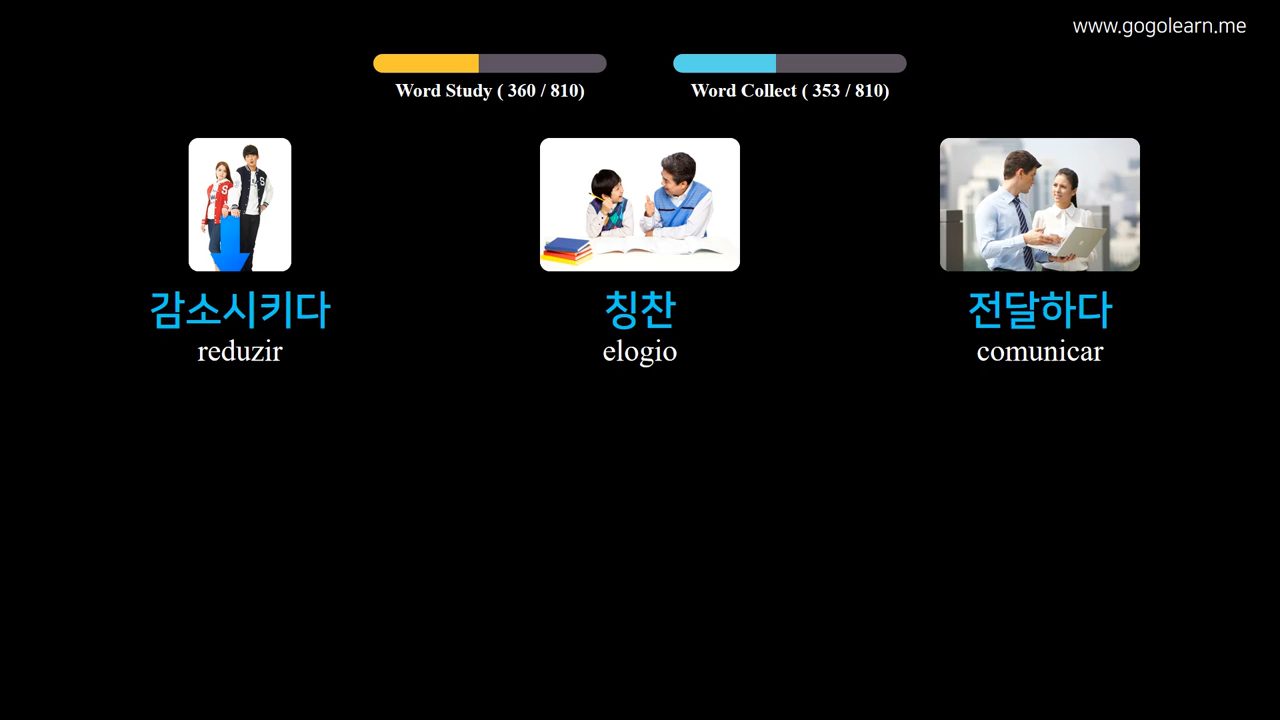 www.gogolearn.me
Word Study ( 360 / 810)
Word Collect ( 353 / 810)
감소시키다
칭찬
전달하다
reduzir
elogio
comunicar